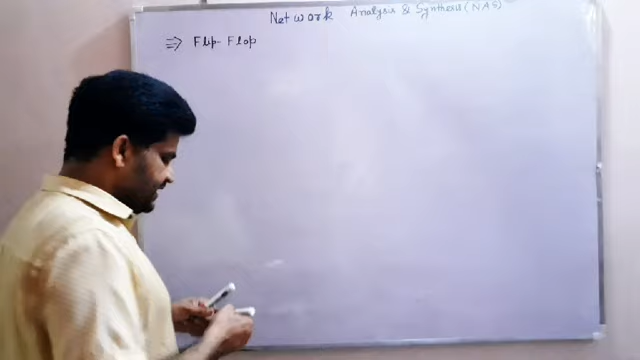 Network Analysis & Synthesis (NAS)
⇒ Flip-Flop